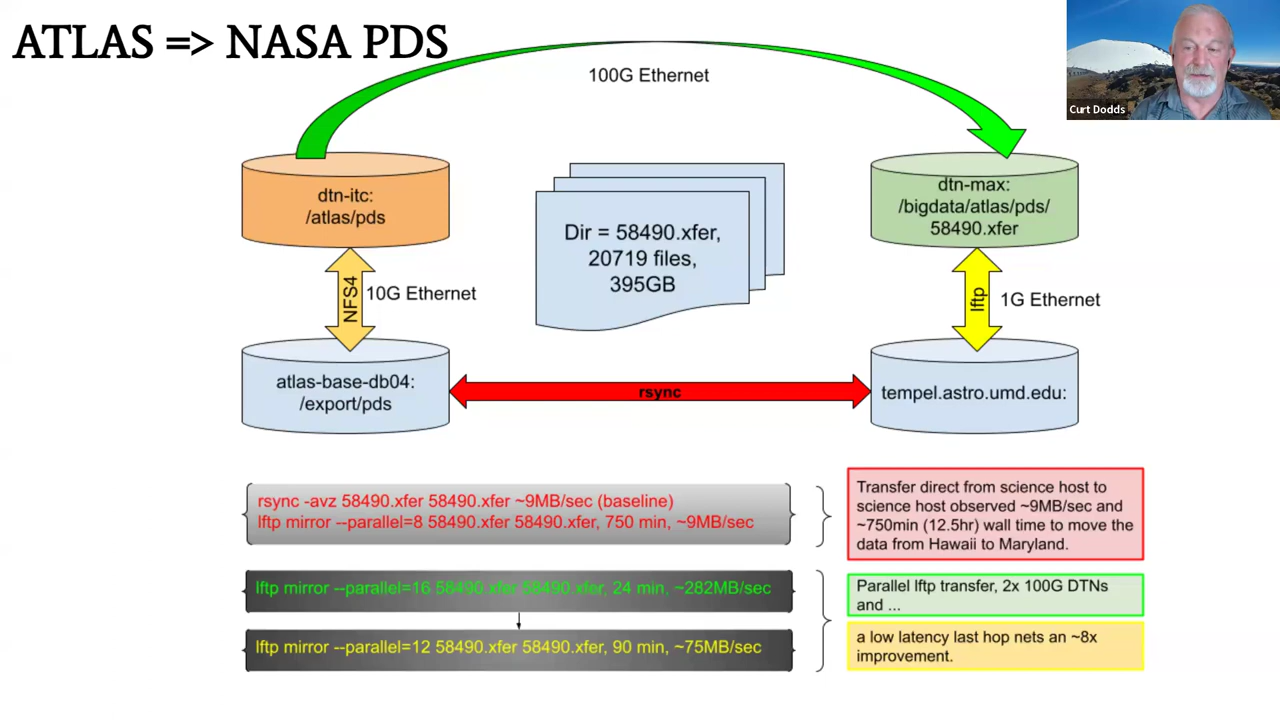 ATLAS => NASA PDS
100G Ethernet
Curt Dodds
dtn-itc:
/atlas/pds
Dir = 58490.xfer,
20719 files,
395GB
dtn-max:
/bigdata/atlas/pds/
58490.xfer
NFS4
10G Ethernet
lftp
1G Ethernet
atlas-base-db04:
/export/pds
rsync
tempel.astro.umd.edu:
rsync -avz 58490.xfer 58490.xfer ~9MB/sec (baseline)
lftp mirror --parallel=8 58490.xfer 58490.xfer, 750 min, ~9MB/sec
Transfer direct from science host to
science host observed ~9MB/sec and
~750min (12.5hr) wall time to move the
data from Hawaii to Maryland.
lftp mirror --parallel=16 58490.xfer 58490.xfer, 24 min, ~282MB/sec
Parallel lftp transfer, 2x 100G DTNs
and ...
lftp mirror --parallel=12 58490.xfer 58490.xfer, 90 min, ~75MB/sec
a low latency last hop nets an ~8x
improvement.